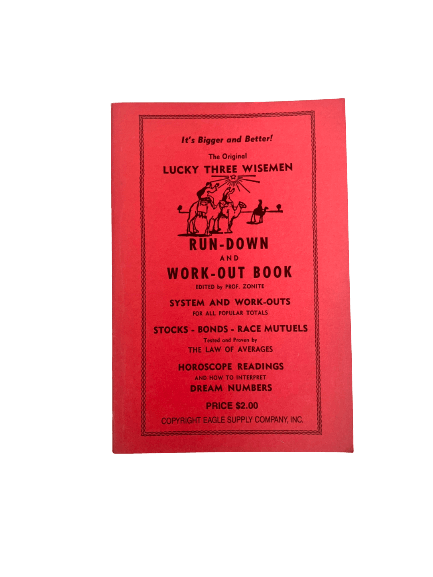 It's Bigger and Better!
The Original
LUCKY THREE WISEMEN
RUN-DOWN
AND
WORK-OUT BOOK
EDITED by PROF. ZONITE
SYSTEM AND WORK-OUTS
FOR ALL POPULAR TOTALS
STOCKS - BONDS - RACE MUTUELS
Tested and Proven by
THE LAW OF AVERAGES
HOROSCOPE READINGS
AND HOW TO INTERPRET
DREAM NUMBERS
PRICE $2.00
COPYRIGHT EAGLE SUPPLY COMPANY, INC.